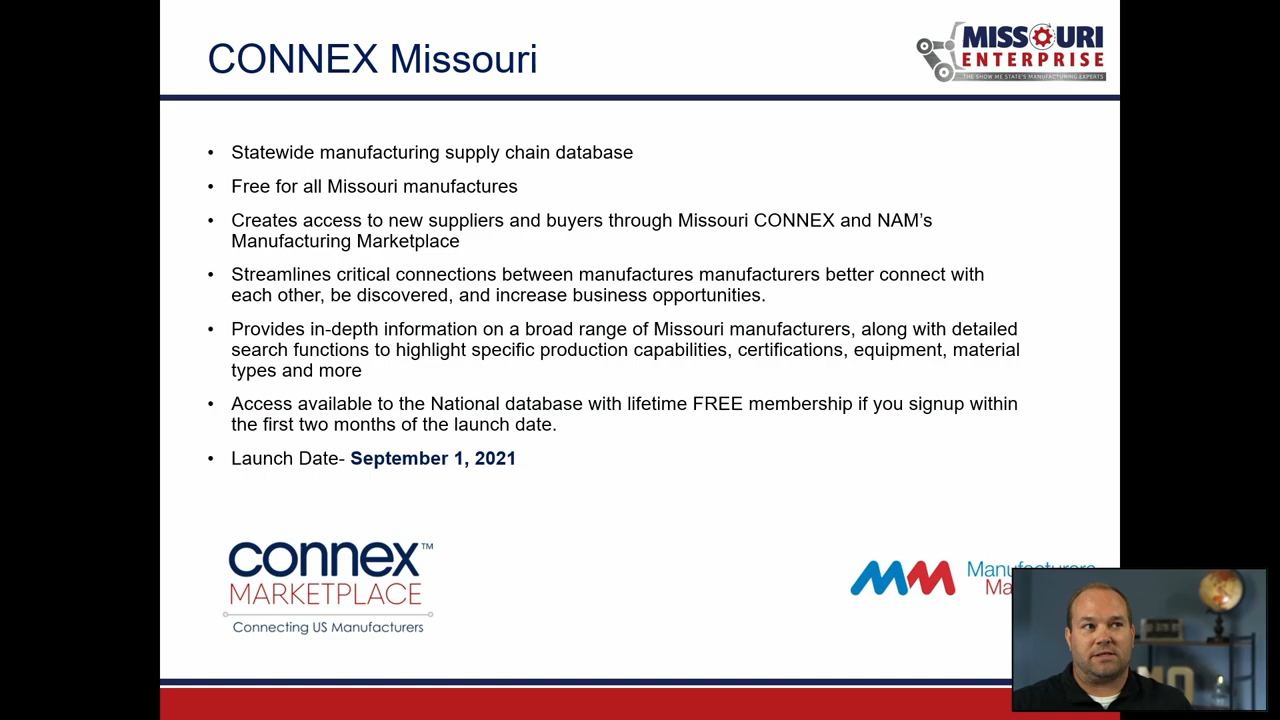 CONNEX Missouri
MISSOURI
ENTERPRISE
THE SHOW ME STATE'S MANUFACTURING EXPERTS
• Statewide manufacturing supply chain database
• Free for all Missouri manufactures
• Creates access to new suppliers and buyers through Missouri CONNEX and NAM’s
Manufacturing Marketplace
• Streamlines critical connections between manufactures manufacturers better connect with
each other, be discovered, and increase business opportunities.
• Provides in-depth information on a broad range of Missouri manufacturers, along with detailed
search functions to highlight specific production capabilities, certifications, equipment, material
types and more
• Access available to the National database with lifetime FREE membership if you signup within
the first two months of the launch date.
• Launch Date- September 1, 2021
connex™
MARKETPLACE
Connecting US Manufacturers
Manufacturers
Ma
MO